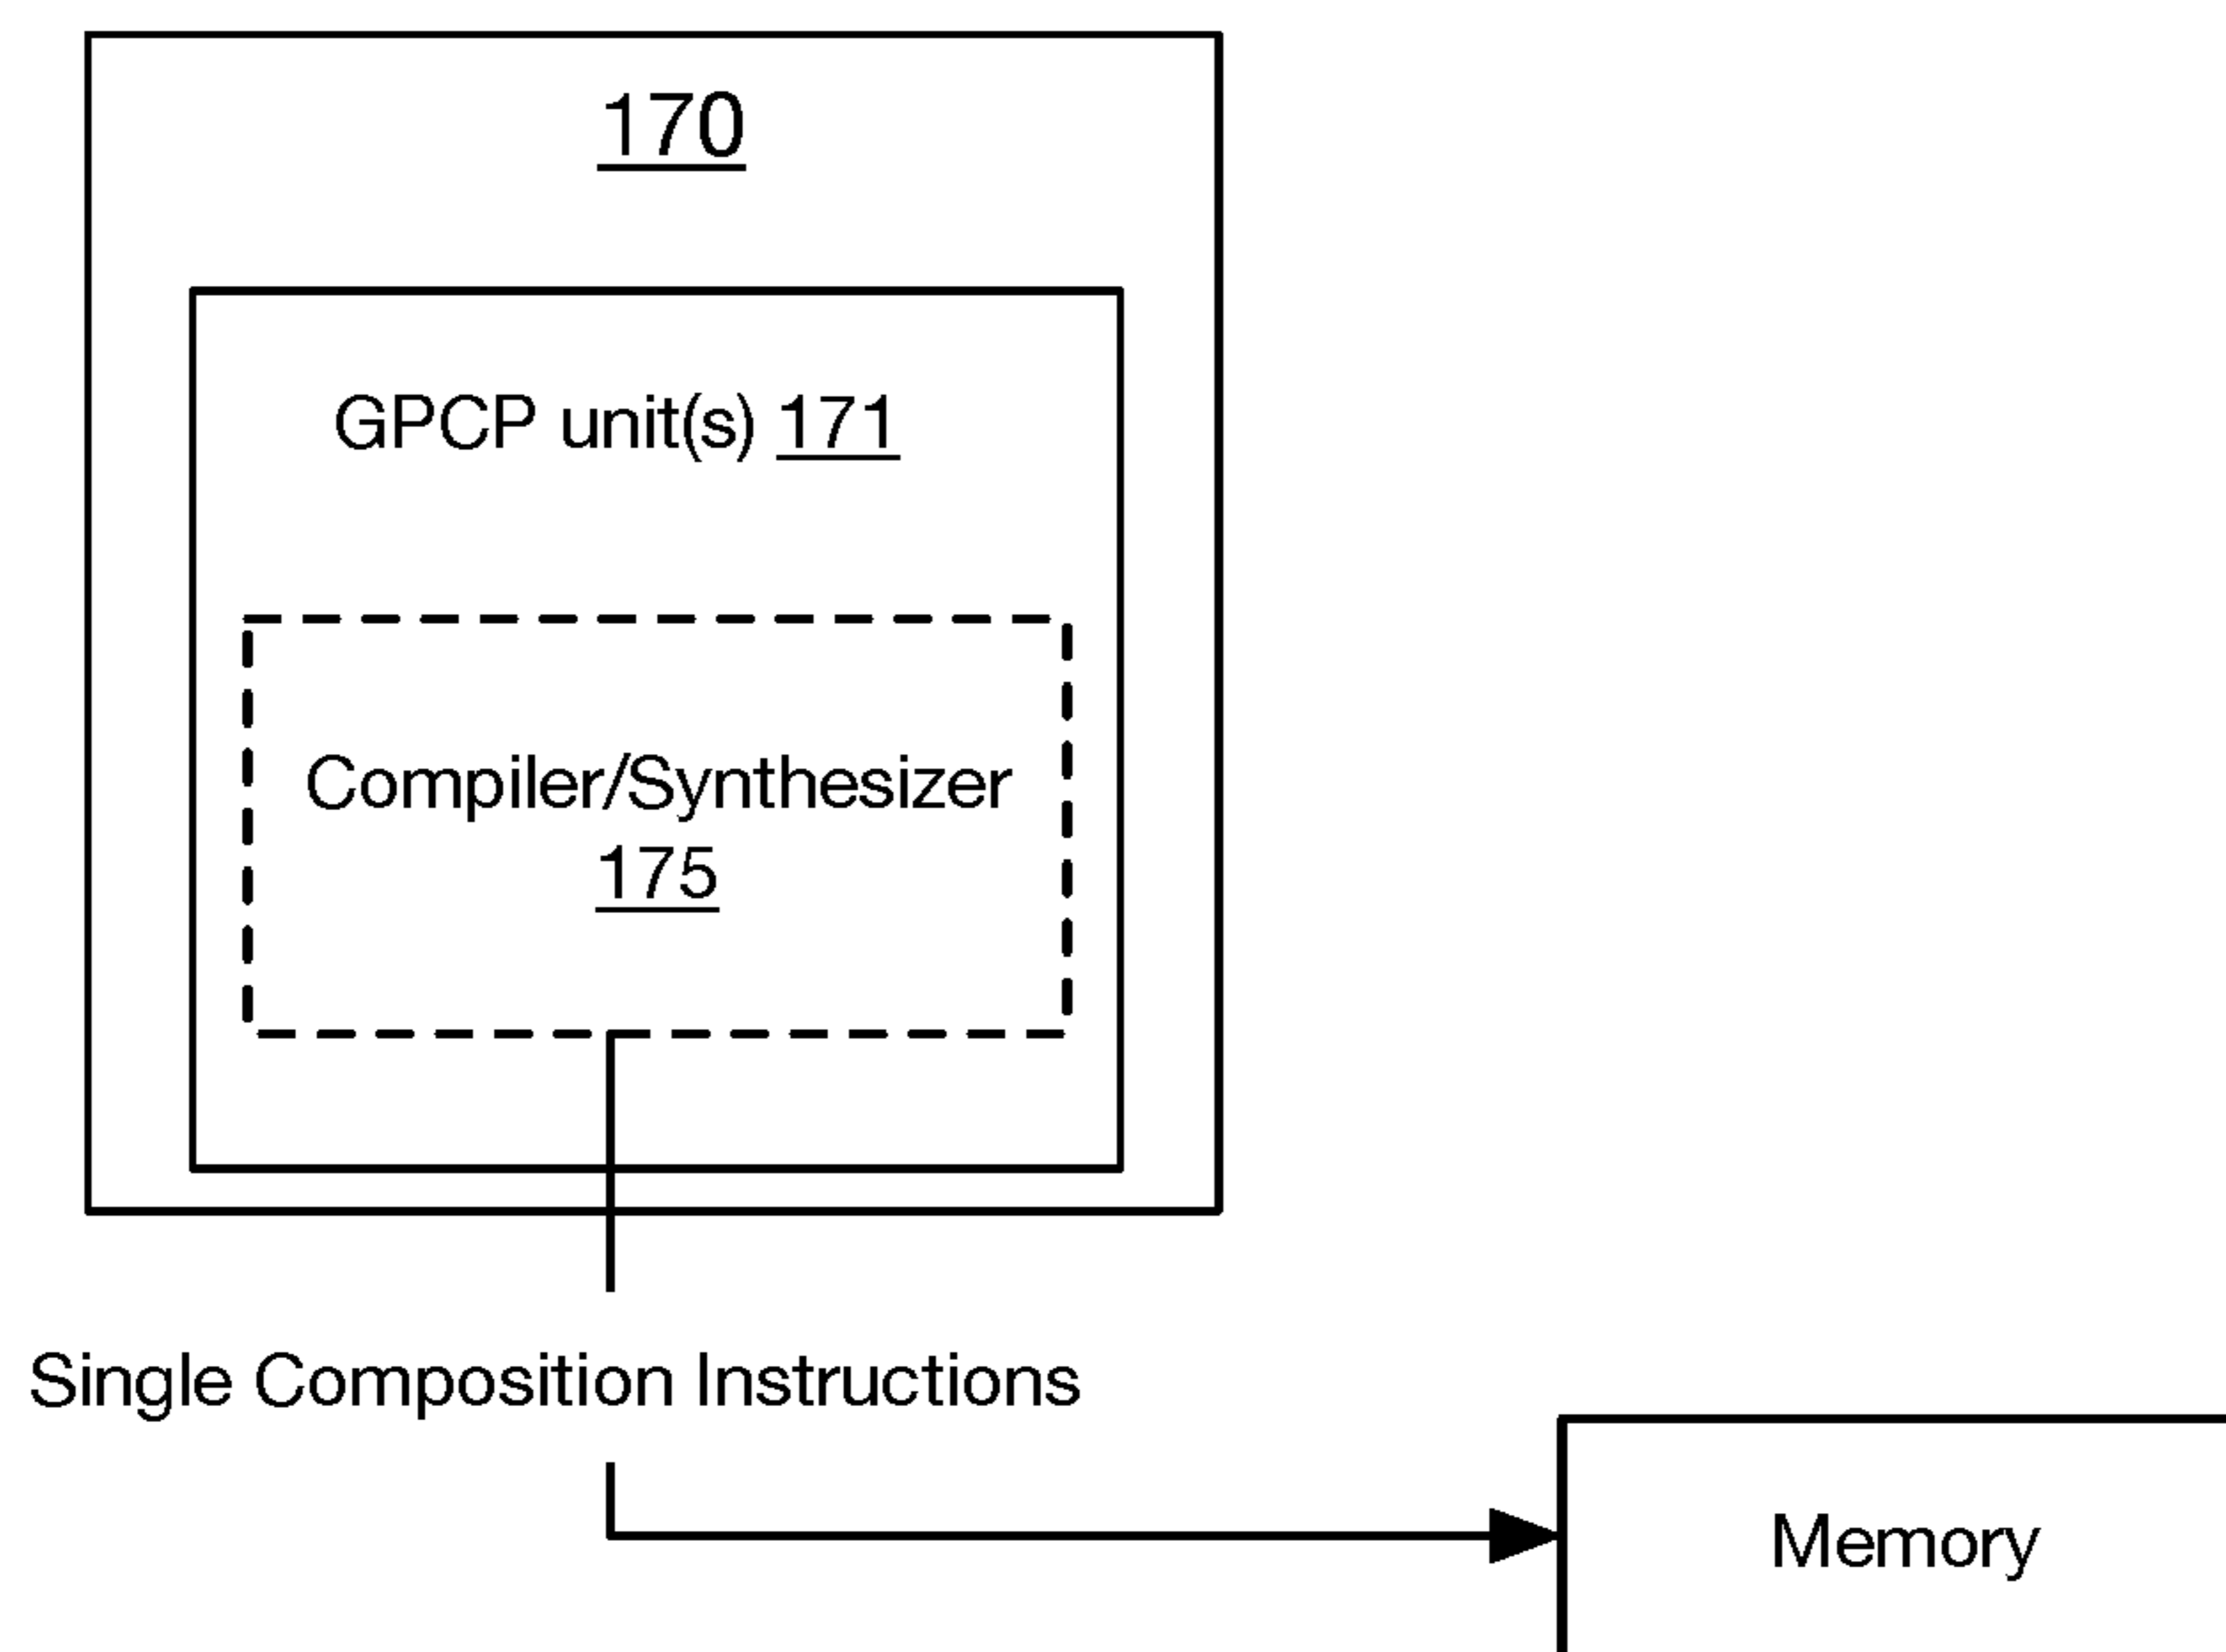 170
GPCP unit(s) 171
Compiler/Synthesizer
175
Single Composition Instructions
Memory